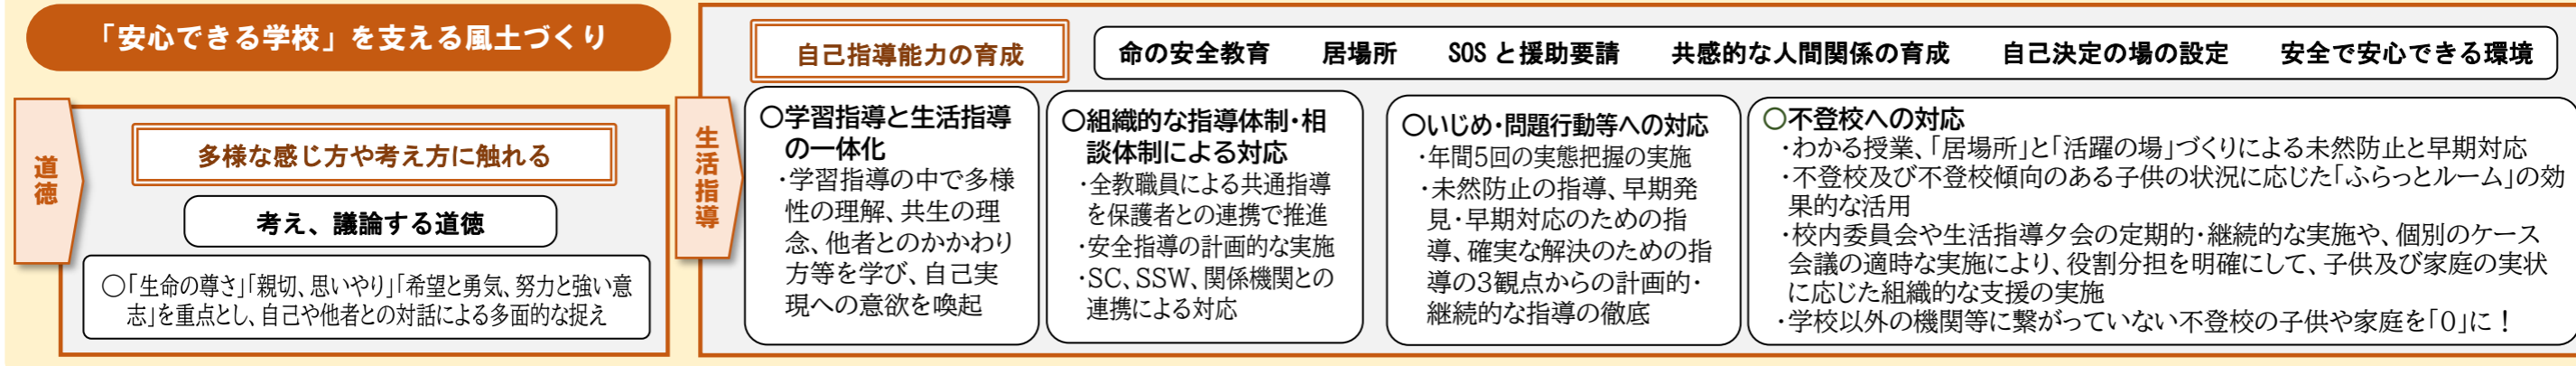 「安心できる学校」を支える風土づくり
道徳
多様な感じ方や考え方に触れる
考え、議論する道徳
○「生命の尊さ」「親切、思いやり」「希望と勇気、努力と強い意
志」を重点とし、自己や他者との対話による多面的な捉え
生活指導
自己指導能力の育成
命の安全教育 居場所 SOSと援助要請 共感的な人間関係の育成 自己決定の場の設定 安全で安心できる環境
○学習指導と生活指導
の一体化
・学習指導の中で多様
性の理解、共生の理
念、他者とのかかわり
方等を学び、自己実
現への意欲を喚起
○組織的な指導体制・相
談体制による対応
・全教職員による共通指導
を保護者との連携で推進
・安全指導の計画的な実施
・SC、SSW、関係機関との
連携による対応
○いじめ・問題行動等への対応
・年間5回の実態把握の実施
・未然防止の指導、早期発
見・早期対応のための指
導、確実な解決のための指
導の3観点からの計画的・
継続的な指導の徹底
○不登校への対応
・わかる授業、「居場所」と「活躍の場」づくりによる未然防止と早期対応
・不登校及び不登校傾向のある子供の状況に応じた「ふらっとルーム」の効
果的な活用
・校内委員会や生活指導夕会の定期的・継続的な実施や、個別のケース
会議の適時な実施により、役割分担を明確にして、子供及び家庭の実状
に応じた組織的な支援の実施
・学校以外の機関等に繋がっていない不登校の子供や家庭を「0」に！